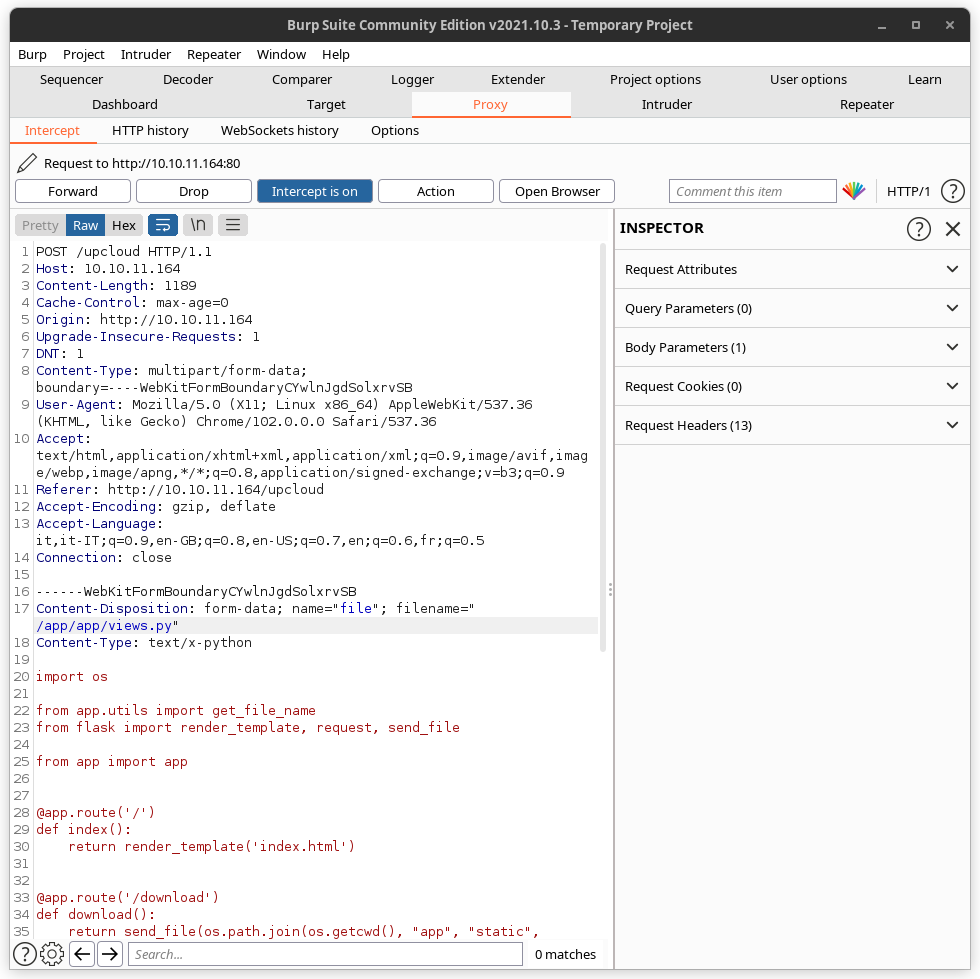 Burp Suite Community Edition v2021.10.3 - Temporary Project
Burp Project Intruder Repeater Window Help
Sequencer Decoder Comparer Logger Extender Project options User options Learn
Dashboard Target Proxy Intruder Repeater
Intercept HTTP history WebSockets history Options
Request to http://10.10.11.164:80
Forward Drop Intercept is on Action Open Browser Comment this item HTTP/1 ?
Pretty Raw Hex \n
INSPECTOR ?
Request Attributes
Query Parameters (0)
Body Parameters (1)
Request Cookies (0)
Request Headers (13)
1 POST /upcloud HTTP/1.1
2 Host: 10.10.11.164
3 Content-Length: 1189
4 Cache-Control: max-age=0
5 Origin: http://10.10.11.164
6 Upgrade-Insecure-Requests: 1
7 DNT: 1
8 Content-Type: multipart/form-data;
boundary=----WebKitFormBoundaryCYwlnJgdSolxrvSB
9 User-Agent: Mozilla/5.0 (X11; Linux x86_64) AppleWebKit/537.36
(KHTML, like Gecko) Chrome/102.0.0.0 Safari/537.36
10 Accept:
text/html,application/xhtml+xml,application/xml;q=0.9,image/avif,imag
e/webp,image/apng,*/*;q=0.8,application/signed-exchange;v=b3;q=0.9
11 Referer: http://10.10.11.164/upcloud
12 Accept-Encoding: gzip, deflate
13 Accept-Language:
it,it-IT;q=0.9,en-GB;q=0.8,en-US;q=0.7,en;q=0.6,fr;q=0.5
14 Connection: close
15
16 ------WebKitFormBoundaryCYwlnJgdSolxrvSB
17 Content-Disposition: form-data; name="file"; filename="
/app/app/views.py"
18 Content-Type: text/x-python
19
20 import os
21
22 from app.utils import get_file_name
23 from flask import render_template, request, send_file
24
25 from app import app
26
27
28 @app.route('/')
29 def index():
30 return render_template('index.html')
31
32
33 @app.route('/download')
34 def download():
35 return send_file(os.path.join(os.getcwd(), "app", "static",
? Search... 0 matches